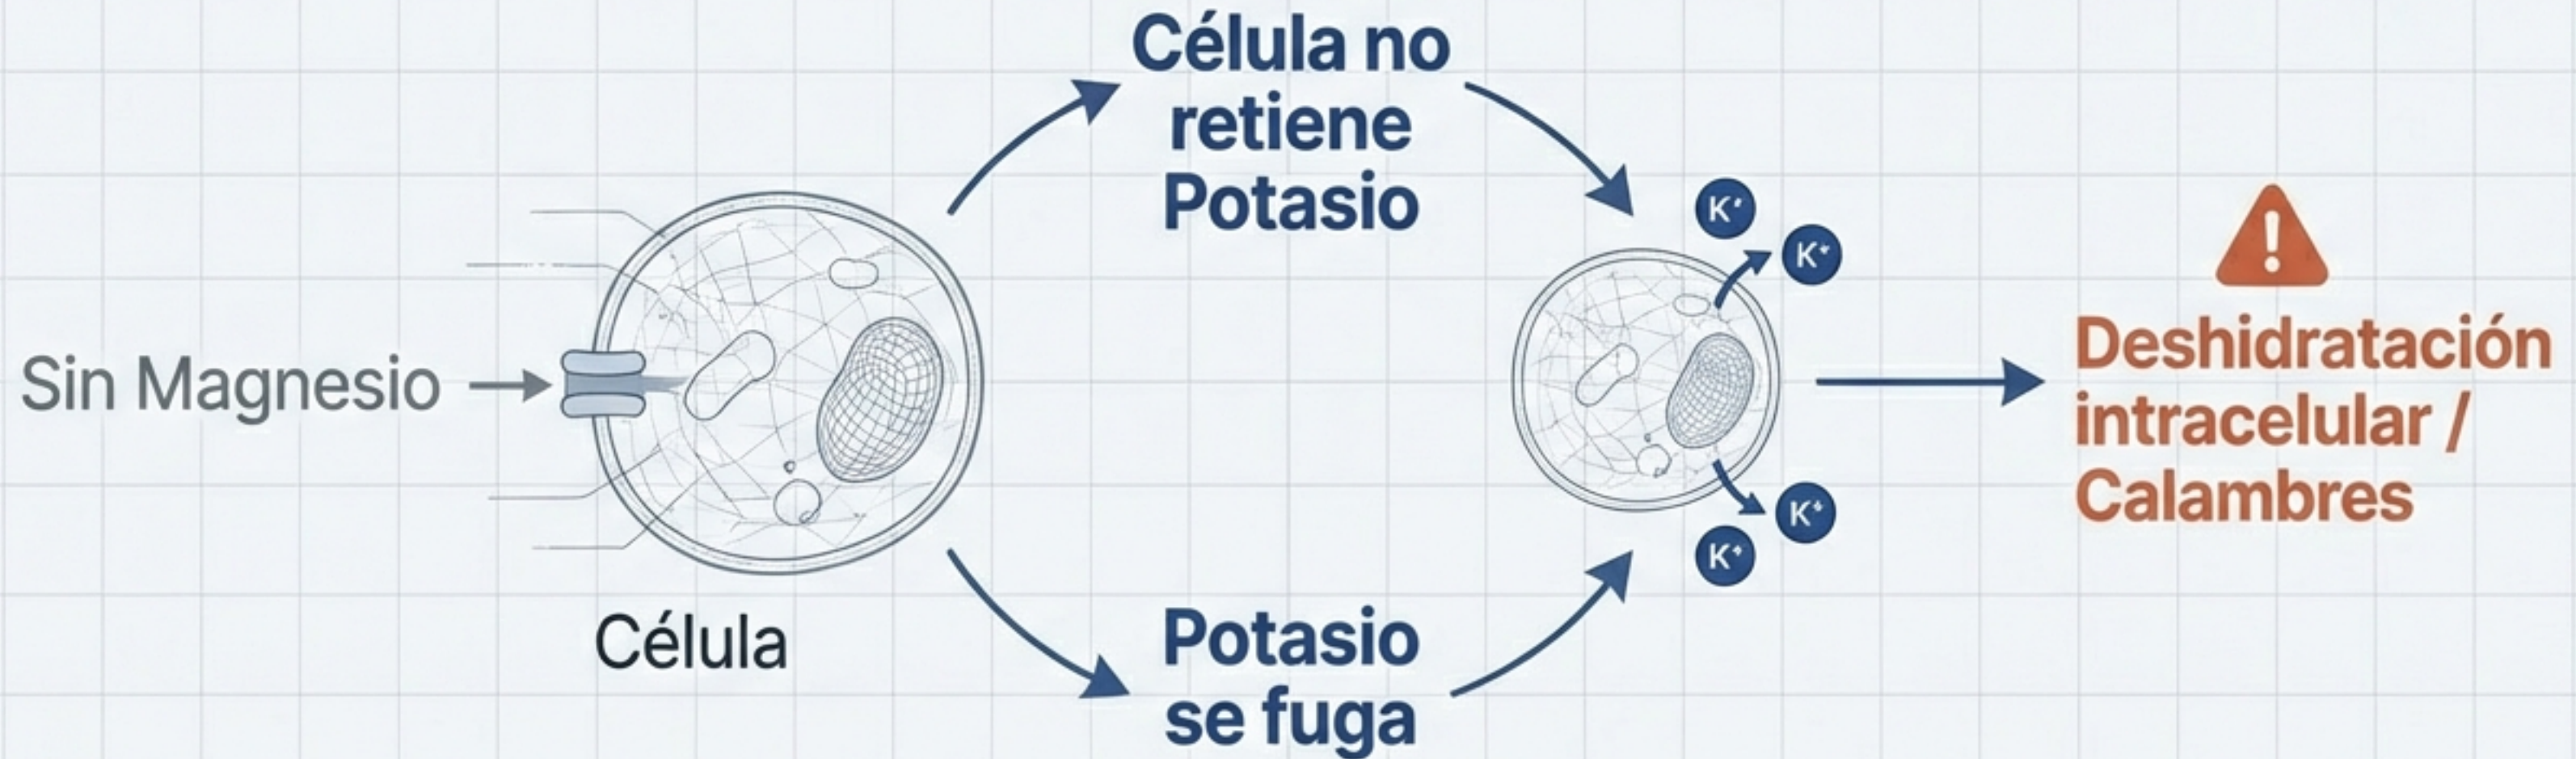 Célula no
retiene
Potasio
Sin Magnesio
Célula
Potasio
se fuga
K⁺
K⁺
K⁺
K⁺
!
Deshidratación
intracelular /
Calambres